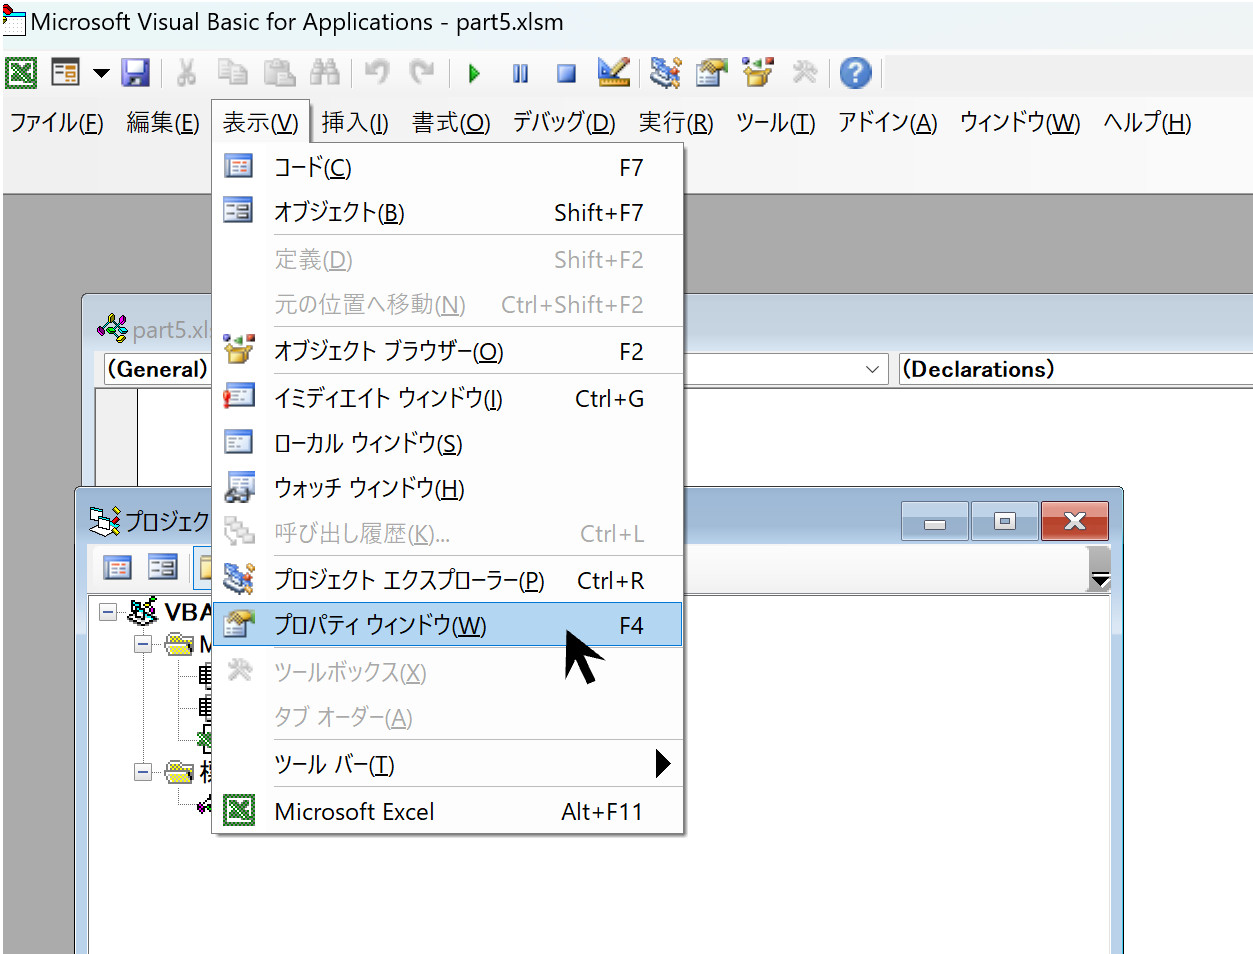 Microsoft Visual Basic for Applications - part5.xlsm
ファイル(F) 編集(E) 表示(V) 挿入(I) 書式(O) デバッグ(D) 実行(R) ツール(T) アドイン(A) ウィンドウ(W) ヘルプ(H)
コード(C) F7
オブジェクト(B) Shift+F7
定義(D) Shift+F2
元の位置へ移動(N) Ctrl+Shift+F2
part5.xl
オブジェクト ブラウザー(O) F2
(General) (Declarations)
イミディエイト ウィンドウ(I) Ctrl+G
ローカル ウィンドウ(S)
ウォッチ ウィンドウ(H)
プロジェク
呼び出し履歴(K)... Ctrl+L
プロジェクト エクスプローラー(P) Ctrl+R
VBA
プロパティ ウィンドウ(W) F4
M
ツールボックス(X)
タブ オーダー(A)
ツール バー(T)
Microsoft Excel Alt+F11